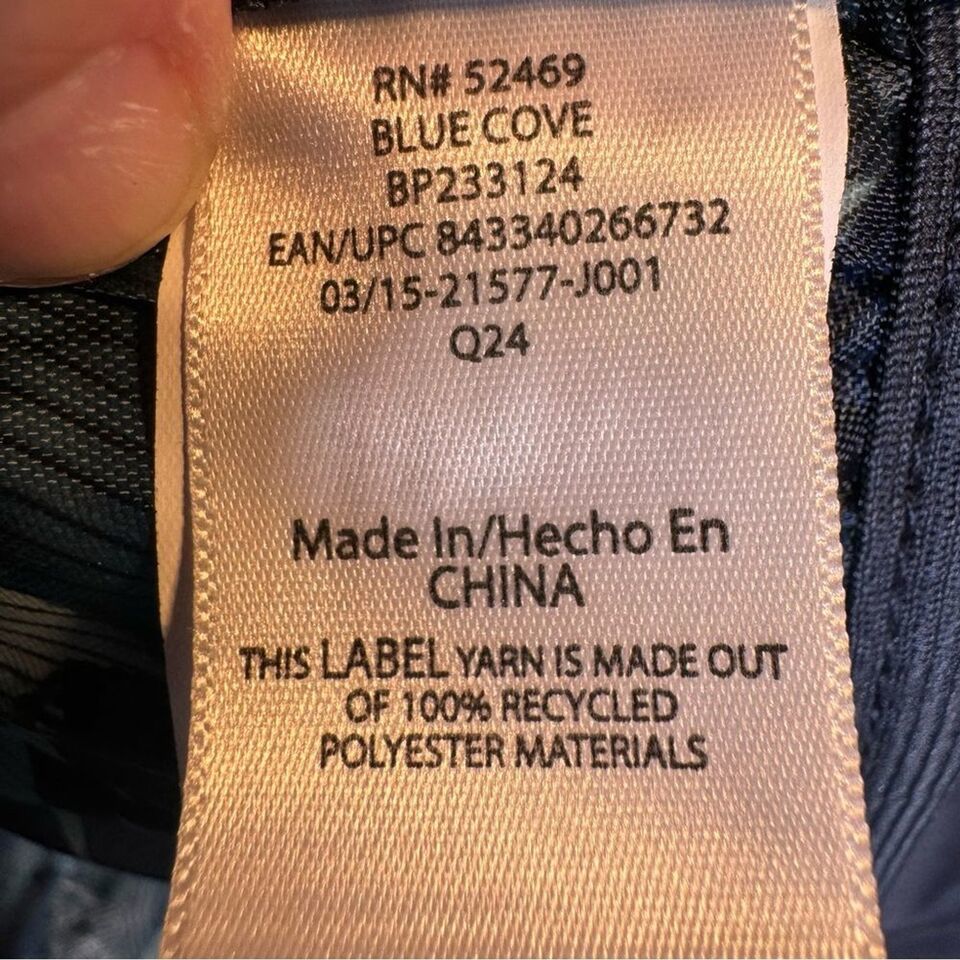 RN# 52469
BLUE COVE
BP233124
EAN/UPC 843340266732
03/15-21577-J001
Q24
Made In/Hecho En
CHINA
THIS LABEL YARN IS MADE OUT
OF 100% RECYCLED
POLYESTER MATERIALS